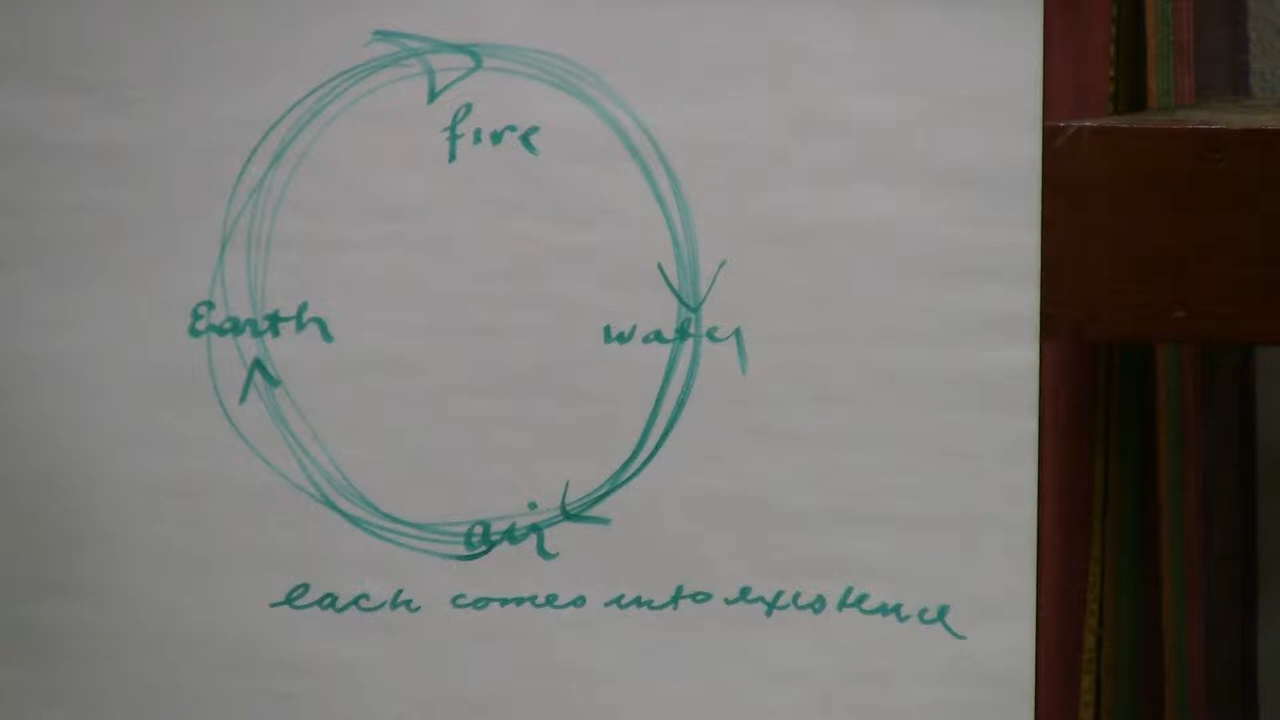 fire
Earth
water
air
each comes into existence